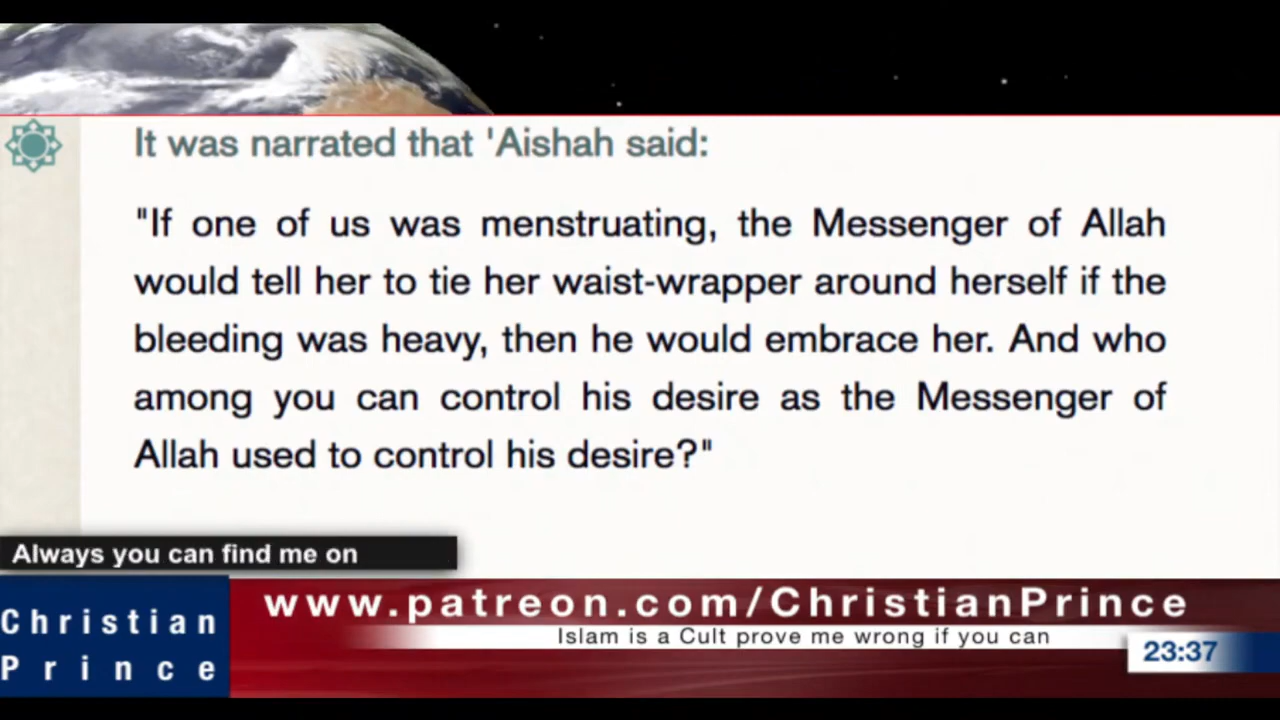 It was narrated that 'Aishah said:
"If one of us was menstruating, the Messenger of Allah
would tell her to tie her waist-wrapper around herself if the
bleeding was heavy, then he would embrace her. And who
among you can control his desire as the Messenger of
Allah used to control his desire?"
Always you can find me on
Christian
Prince
www.patreon.com/ChristianPrince
Islam is a Cult prove me wrong if you can
23:37